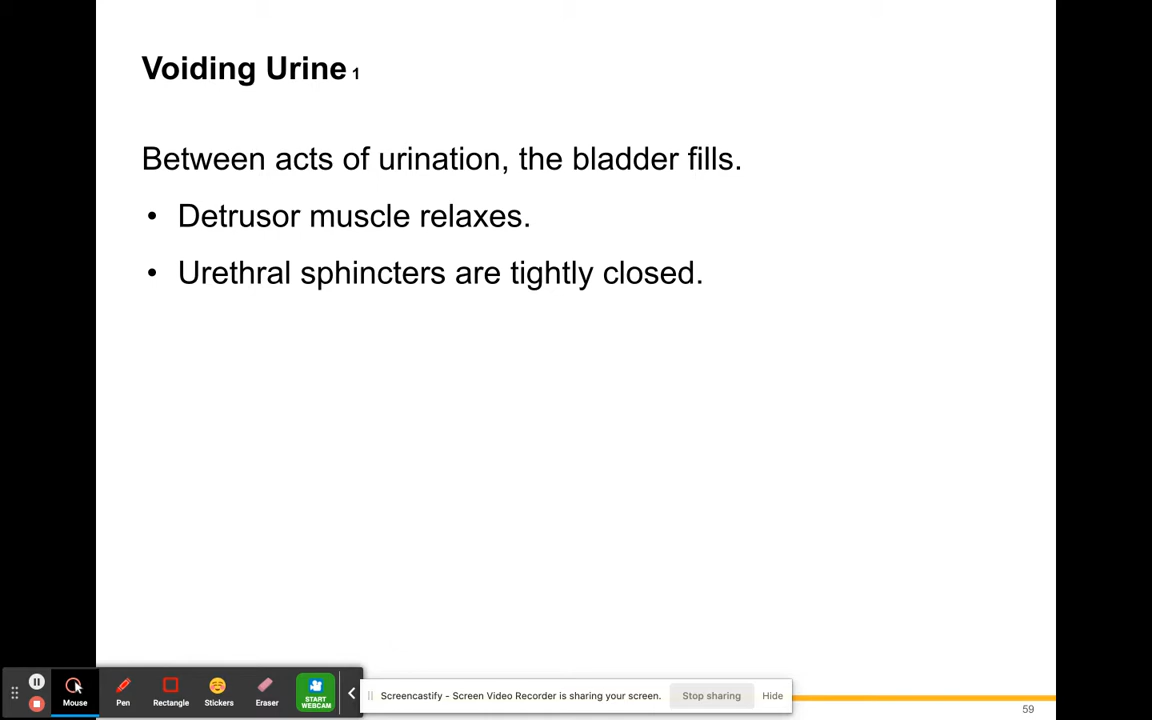 Voiding Urine 1
Between acts of urination, the bladder fills.
• Detrusor muscle relaxes.
• Urethral sphincters are tightly closed.
Mouse
Pen
Rectangle
Stickers
Eraser
START
WEBCAM
Screencastify - Screen Video Recorder is sharing your screen.
Stop sharing
Hide
59